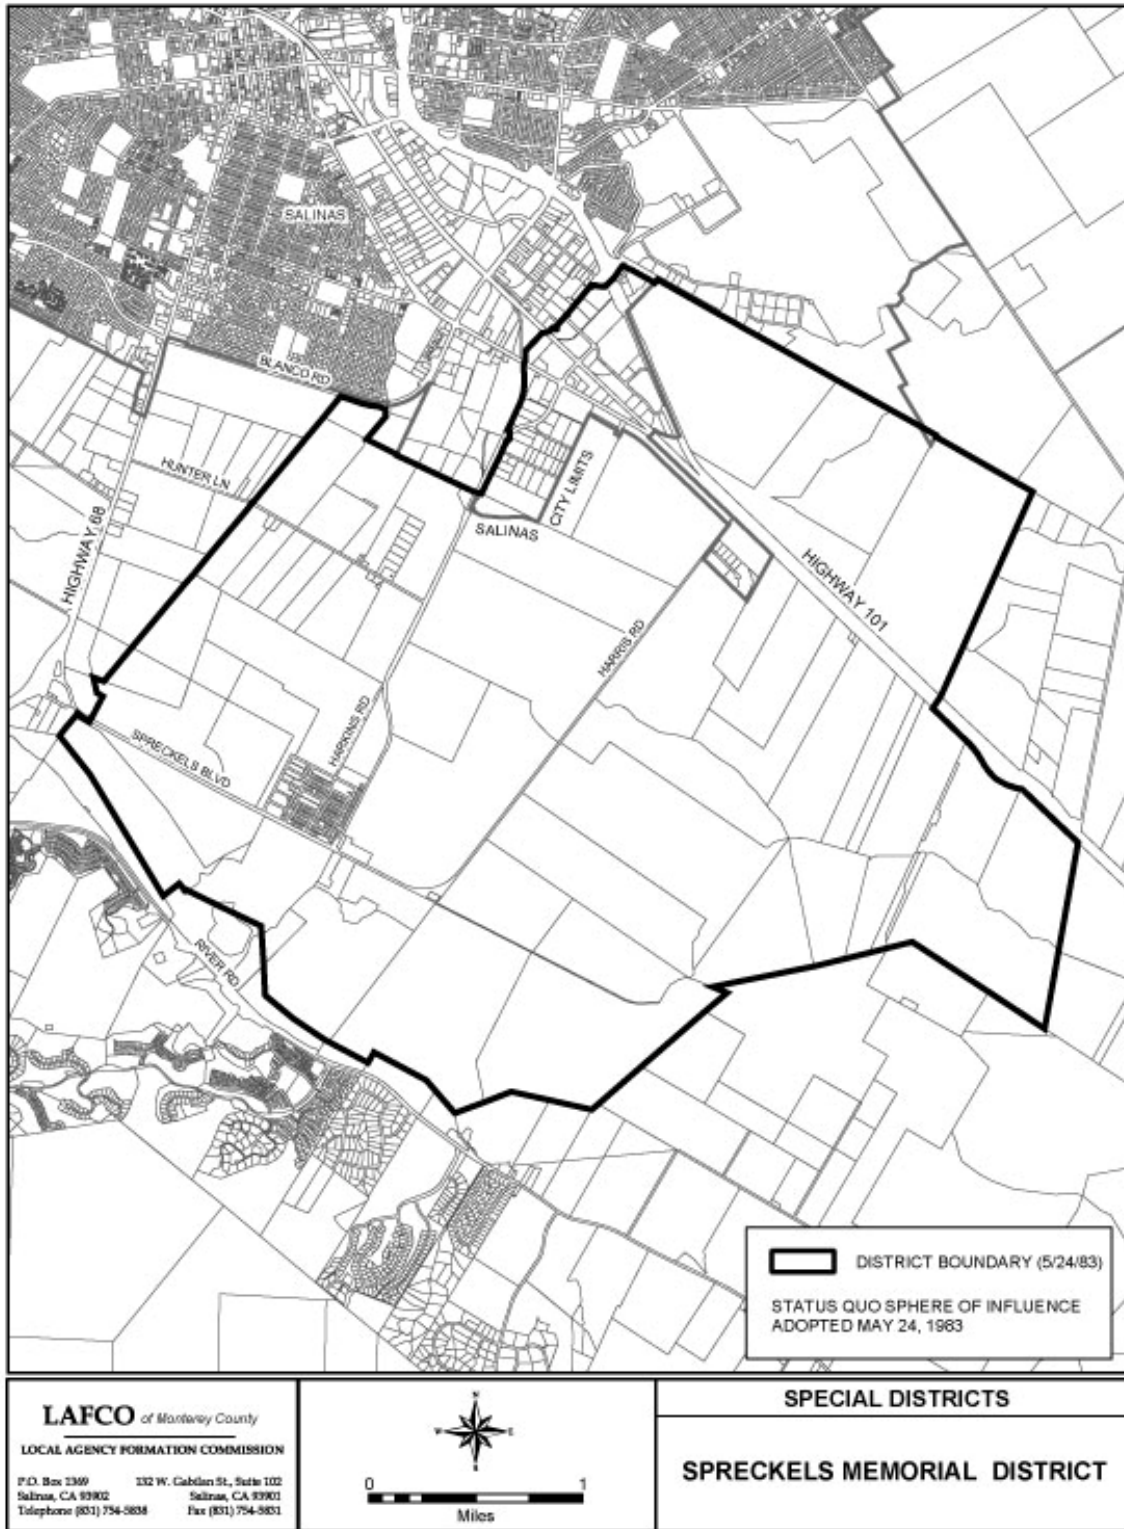 SALINAS
BLANCO RD
HUNTER LN
HIGHWAY 68
SALINAS
CITY LIMITS
HIGHWAY 101
HARRIS RD
HARKINS RD
SPRECKELS BLVD
RIVER RD
DISTRICT BOUNDARY (5/24/83)
STATUS QUO SPHERE OF INFLUENCE
ADOPTED MAY 24, 1983
LAFCO of Monterey County
LOCAL AGENCY FORMATION COMMISSION
P.O. Box 1369 132 W. Gabilan St., Suite 102
Salinas, CA 93902 Salinas, CA 93901
Telephone (831) 754-5838 Fax (831) 754-5831
N
W E
S
0 1
Miles
SPECIAL DISTRICTS
SPRECKELS MEMORIAL DISTRICT